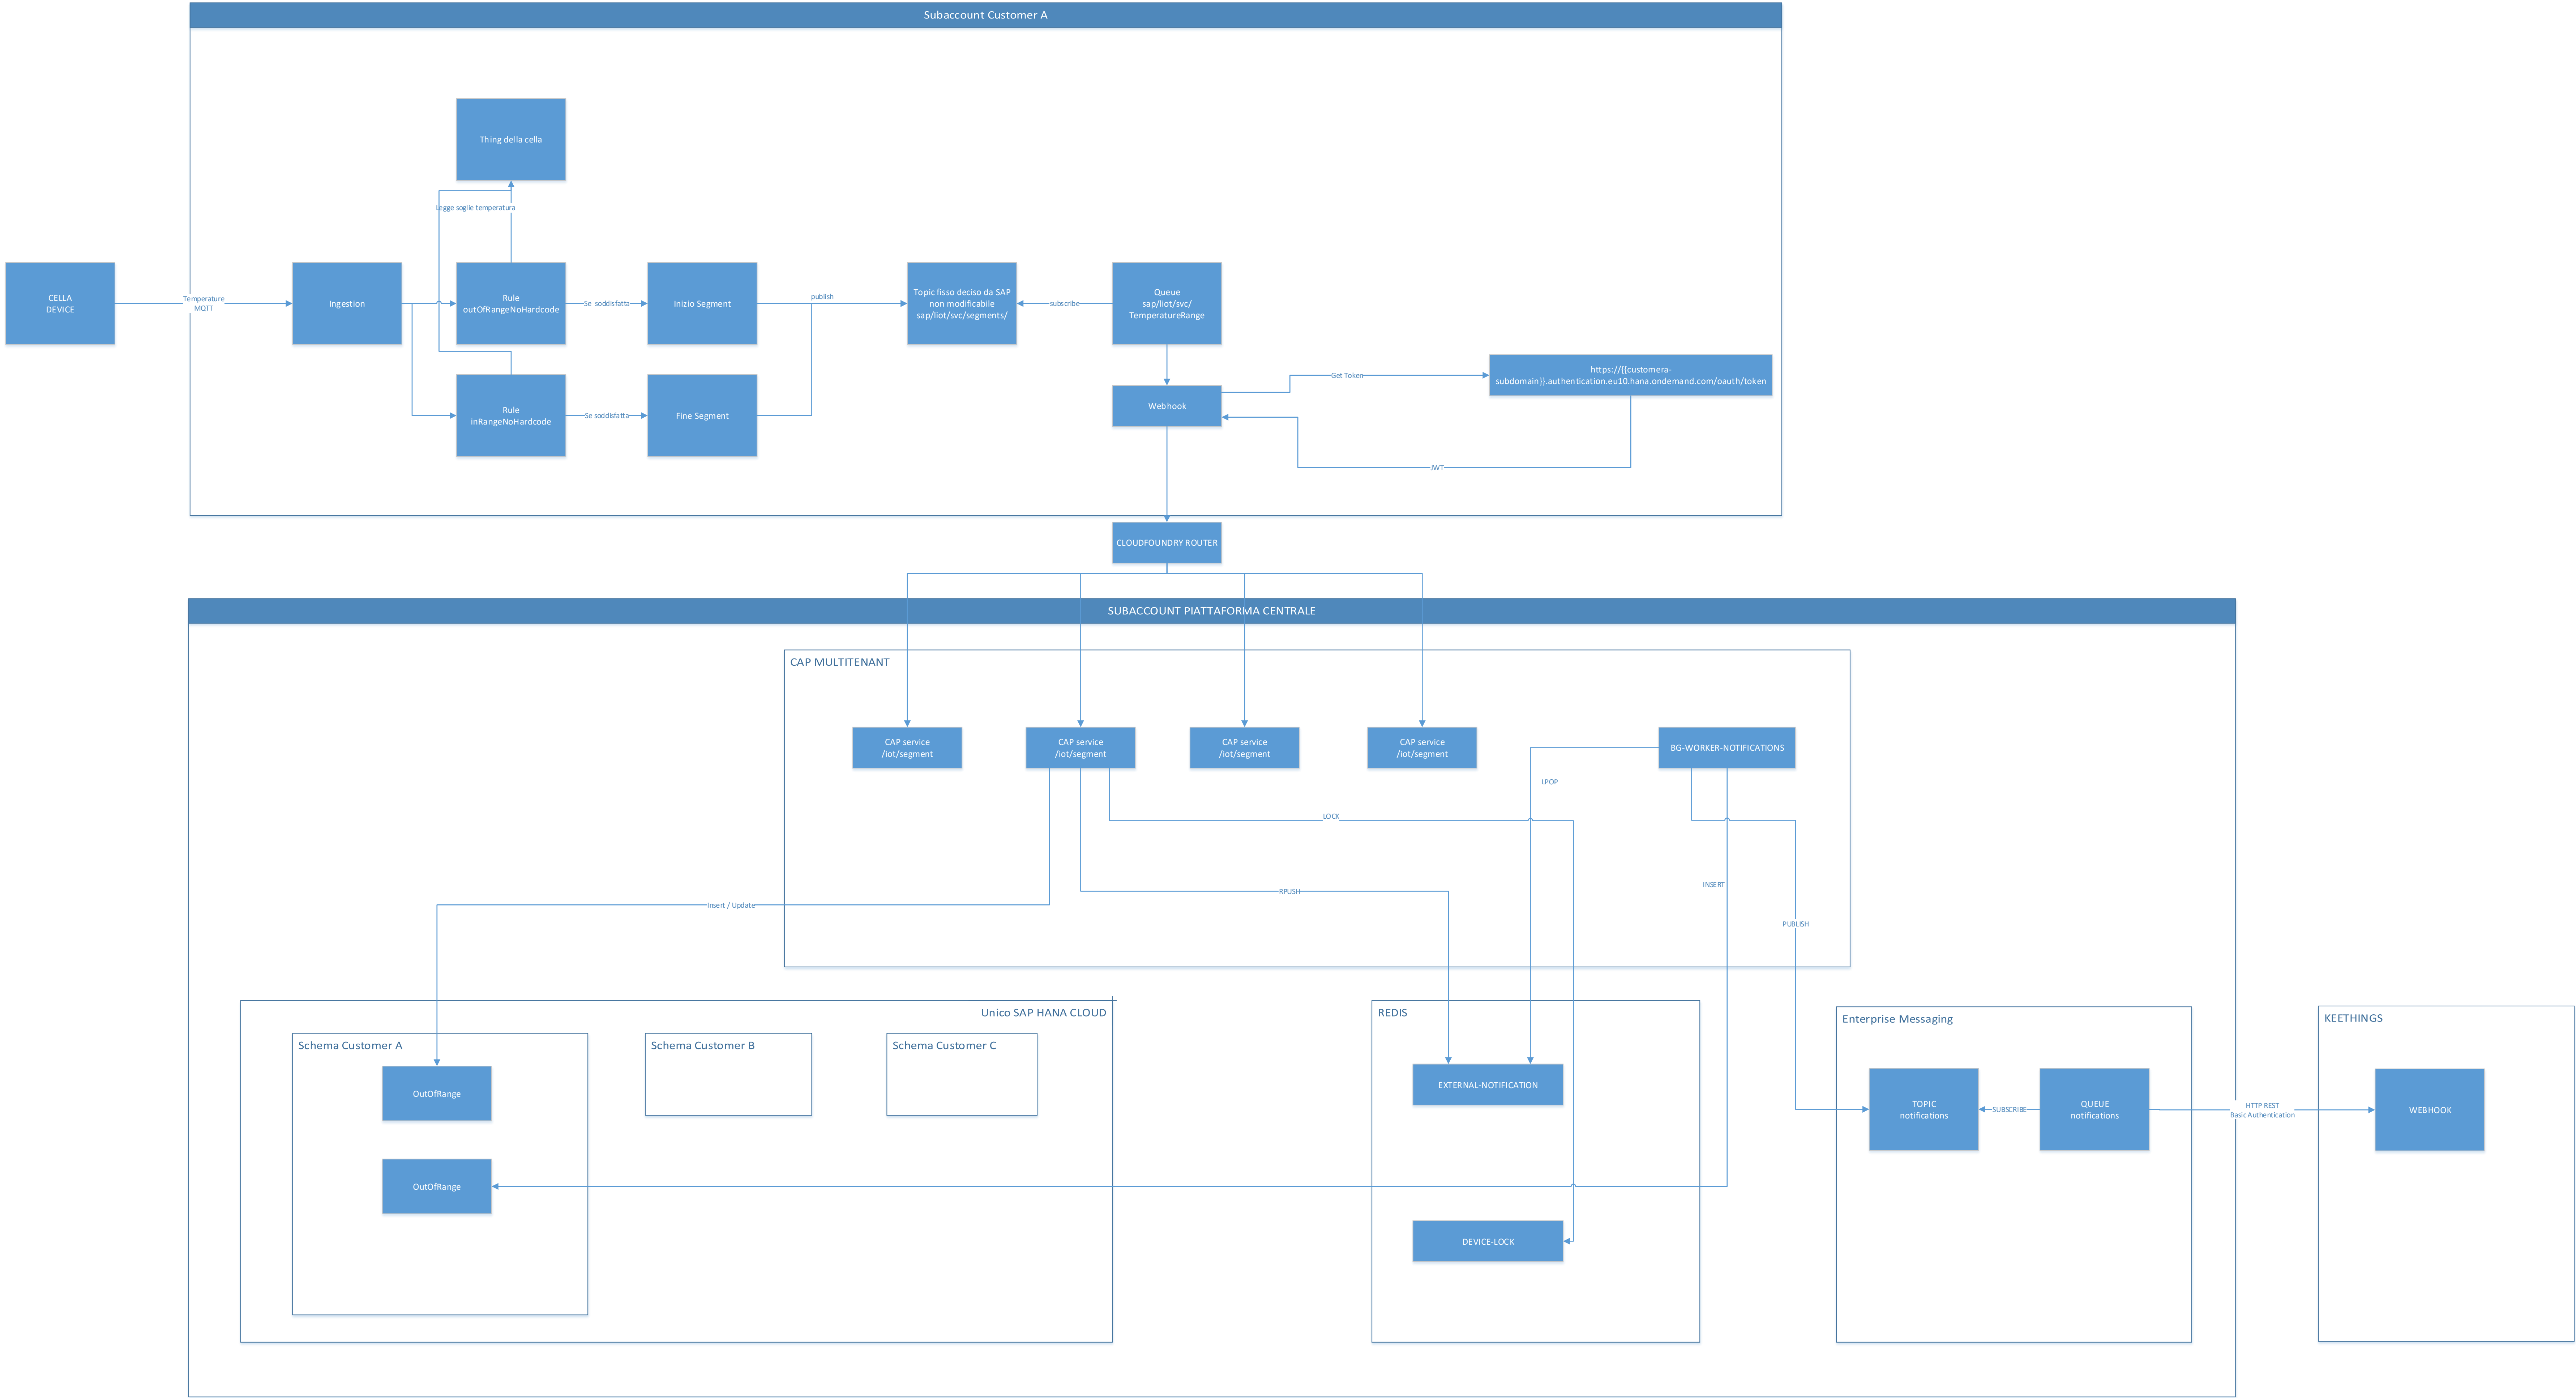 Subaccount Customer A
Thing della cella
Legge soglie temperatura
CELLA
DEVICE
Temperature
MQTT
Ingestion
Rule
outOfRangeNoHardcode
Se soddisfatta
Inizio Segment
publish
Topic fisso deciso da SAP
non modificabile
sap/iot/svc/segments/
subscribe
Queue
sap/iot/svc/
TemperatureRange
Rule
inRangeNoHardcode
Se soddisfatta
Fine Segment
Webhook
Get Token
https://{{customera-
subdomain}}.authentication.eu10.hana.ondemand.com/oauth/token
JWT
CLOUDFOUNDRY ROUTER
SUBACCOUNT PIATTAFORMA CENTRALE
CAP MULTITENANT
CAP service
/iot/segment
CAP service
/iot/segment
CAP service
/iot/segment
CAP service
/iot/segment
BG-WORKER-NOTIFICATIONS
LPOP
LOCK
RPUSH
INSERT
Insert / Update
PUBLISH
Unico SAP HANA CLOUD
Schema Customer A
OutOfRange
OutOfRange
Schema Customer B
Schema Customer C
REDIS
EXTERNAL-NOTIFICATION
DEVICE-LOCK
Enterprise Messaging
TOPIC
notifications
SUBSCRIBE
QUEUE
notifications
HTTP REST
Basic Authentication
KEETHINGS
WEBHOOK